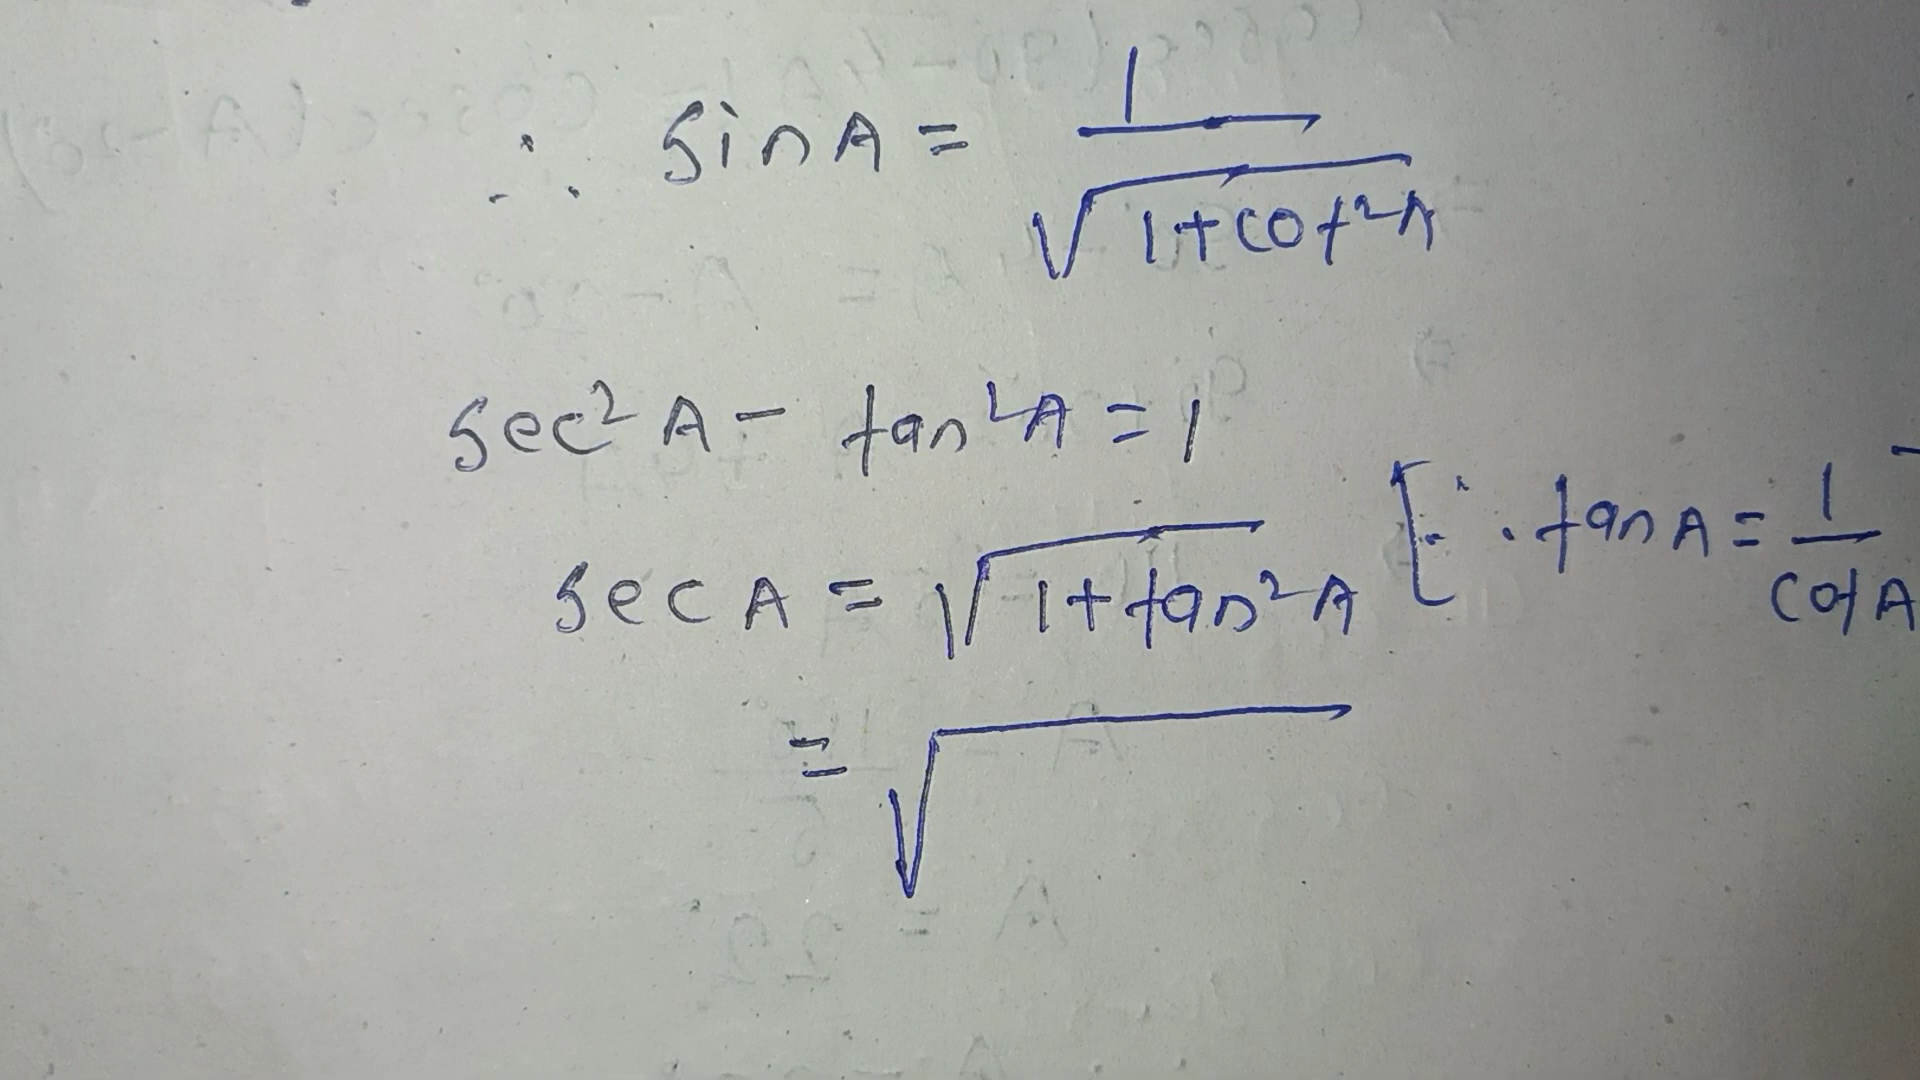 ∴ sinA = 1/√(1+cot²A)
sec²A - tan²A = 1
secA = √(1+tan²A) [∵ tanA = 1/cotA
= √